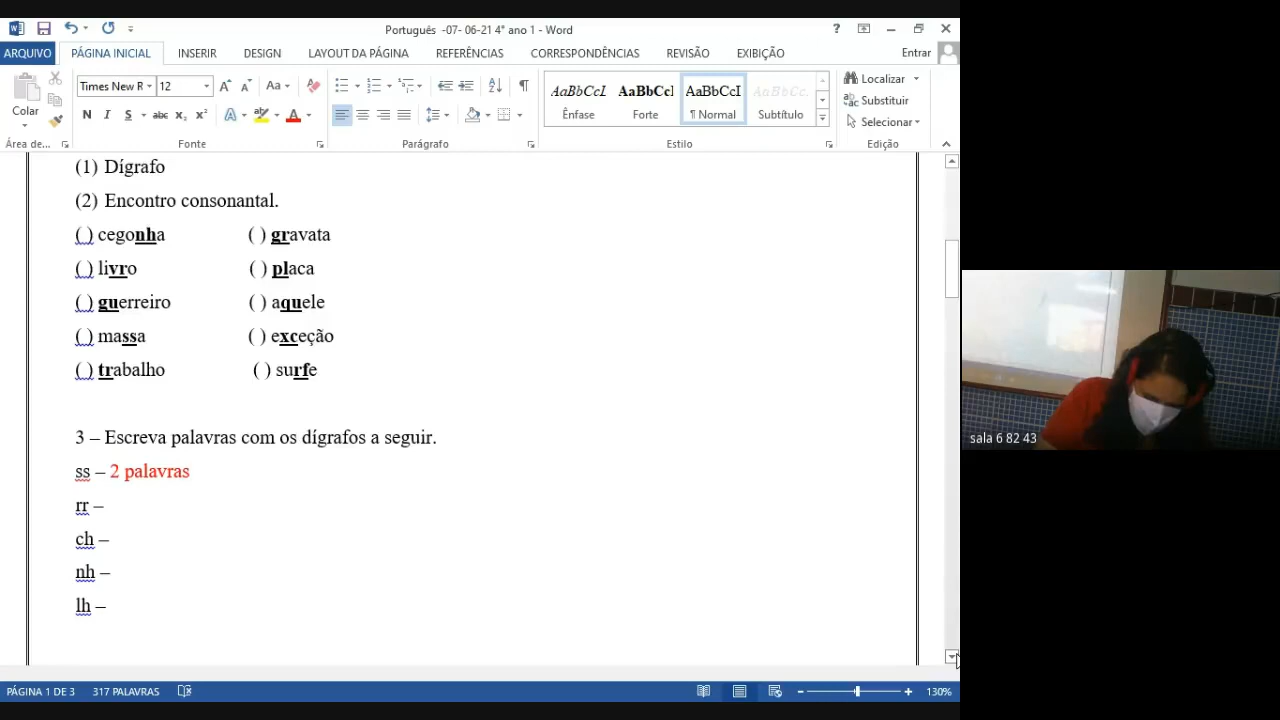 Português -07- 06-21 4° ano 1 - Word
ARQUIVO PÁGINA INICIAL INSERIR DESIGN LAYOUT DA PÁGINA REFERÊNCIAS CORRESPONDÊNCIAS REVISÃO EXIBIÇÃO Entrar
Colar
Times New R 12
Aa
N I S abc x₂ x² A A
AaBbCcI AaBbCcI AaBbCcI AaBbCc.
Ênfase Forte ¶ Normal Subtítulo
Localizar
Substituir
Selecionar
Área de... Fonte Parágrafo Estilo Edição
(1) Dígrafo
(2) Encontro consonantal.
( ) cegonha ( ) gravata
( ) livro ( ) placa
( ) guerreiro ( ) aquele
( ) massa ( ) exceção
( ) trabalho ( ) surfe
3 – Escreva palavras com os dígrafos a seguir.
ss – 2 palavras
rr –
ch –
nh –
lh –
sala 6 82 43
PÁGINA 1 DE 3 317 PALAVRAS 130%